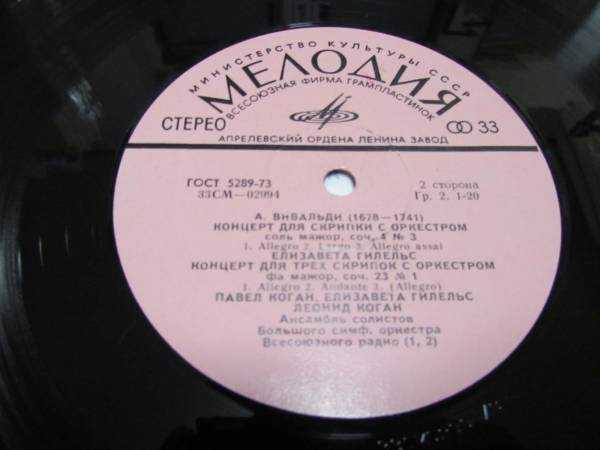 МИНИСТЕРСТВО КУЛЬТУРЫ СССР
МЕЛОДИЯ
ВСЕСОЮЗНАЯ ФИРМА ГРАМПЛАСТИНОК
СТЕРЕО
33
АПРЕЛЕВСКИЙ ОРДЕНА ЛЕНИНА ЗАВОД
ГОСТ 5289-73
2 сторона
33СМ—02994
Гр. 2. 1-20
А. ВИВАЛЬДИ (1678—1741)
КОНЦЕРТ ДЛЯ СКРИПКИ С ОРКЕСТРОМ
соль мажор, соч. 4 № 3
1. Allegro 2. Largo 3. Allegro assai
ЕЛИЗАВЕТА ГИЛЕЛЬС
КОНЦЕРТ ДЛЯ ТРЕХ СКРИПОК С ОРКЕСТРОМ
фа мажор, соч. 23 № 1
1. Allegro 2. Andante 3. (Allegro)
ПАВЕЛ КОГАН, ЕЛИЗАВЕТА ГИЛЕЛЬС
ЛЕОНИД КОГАН
Ансамбль солистов
Большого симф. оркестра
Всесоюзного радио (1, 2)